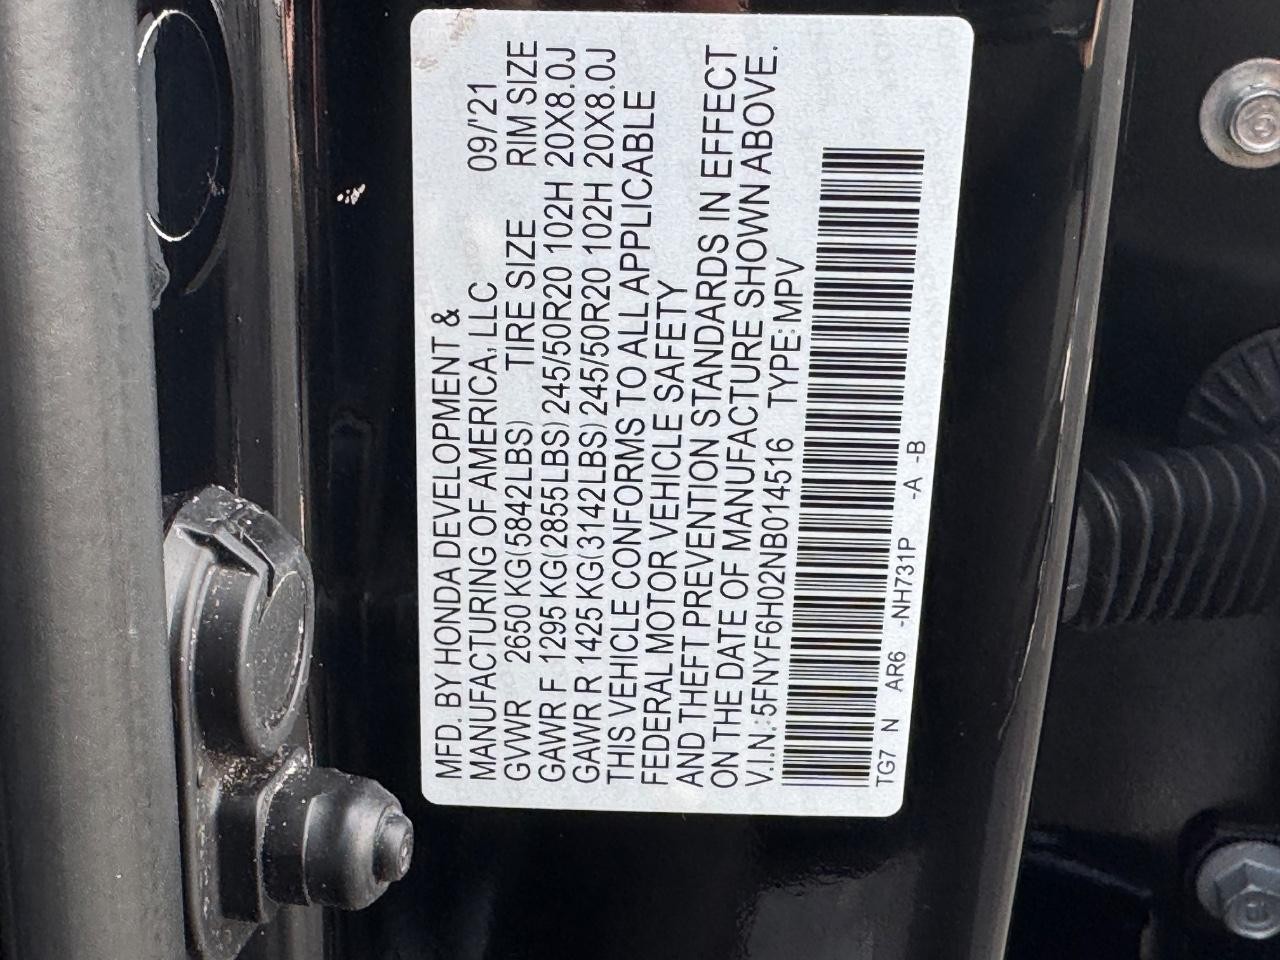 MFD. BY HONDA DEVELOPMENT &
MANUFACTURING OF AMERICA, LLC 09/'21
GVWR 2650 KG(5842LBS) TIRE SIZE RIM SIZE
GAWR F 1295 KG(2855LBS) 245/50R20 102H 20X8.0J
GAWR R 1425 KG(3142LBS) 245/50R20 102H 20X8.0J
THIS VEHICLE CONFORMS TO ALL APPLICABLE
FEDERAL MOTOR VEHICLE SAFETY
AND THEFT PREVENTION STANDARDS IN EFFECT
ON THE DATE OF MANUFACTURE SHOWN ABOVE.
V.I.N.: 5FNYF6H02NB014516 TYPE: MPV
TG7 N AR6 -NH731P -A -B